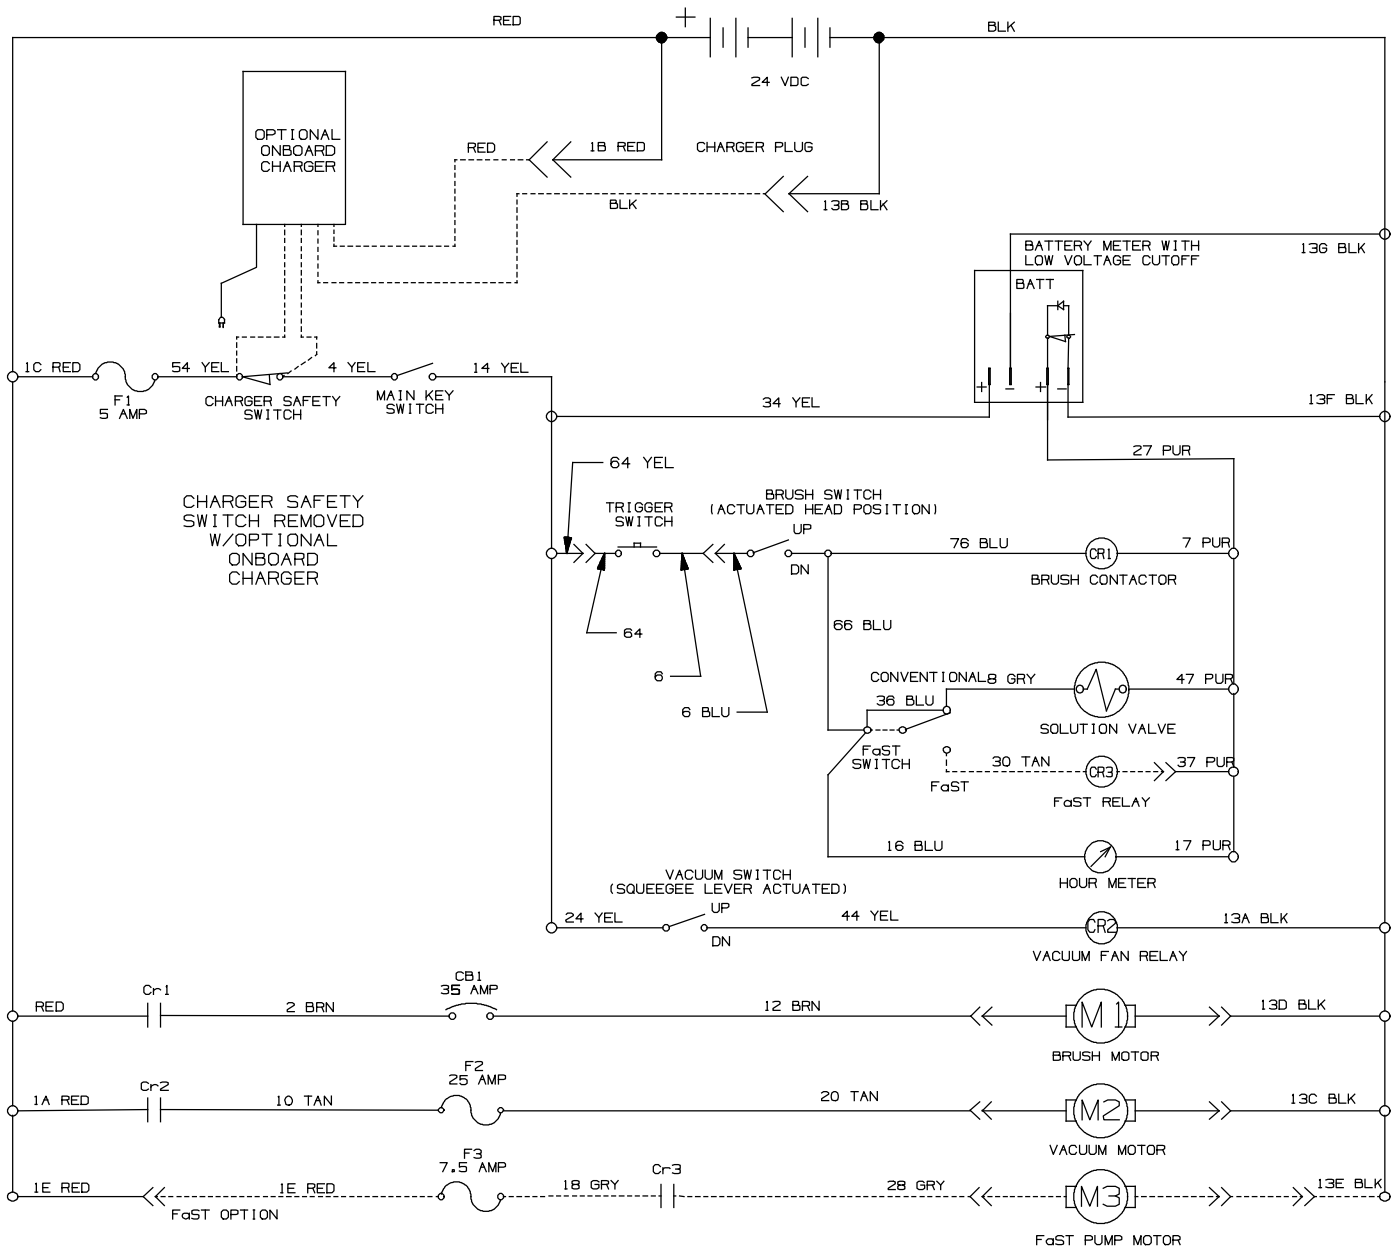 RED
+
BLK
24 VDC
OPTIONAL
ONBOARD
CHARGER
RED
1B RED
CHARGER PLUG
BLK
13B BLK
BATTERY METER WITH
LOW VOLTAGE CUTOFF
13G BLK
BATT
+ − + −
1C RED
F1
5 AMP
54 YEL
CHARGER SAFETY
SWITCH
4 YEL
MAIN KEY
SWITCH
14 YEL
34 YEL
13F BLK
27 PUR
64 YEL
CHARGER SAFETY
SWITCH REMOVED
W/OPTIONAL
ONBOARD
CHARGER
TRIGGER
SWITCH
BRUSH SWITCH
(ACTUATED HEAD POSITION)
UP
DN
76 BLU
CR1
7 PUR
BRUSH CONTACTOR
64
6
6 BLU
66 BLU
CONVENTIONAL
8 GRY
47 PUR
36 BLU
SOLUTION VALVE
FaST
SWITCH
30 TAN
CR3
37 PUR
FaST
FaST RELAY
16 BLU
17 PUR
HOUR METER
VACUUM SWITCH
(SQUEEGEE LEVER ACTUATED)
24 YEL
UP
DN
44 YEL
CR2
13A BLK
VACUUM FAN RELAY
RED
Cr1
2 BRN
CB1
35 AMP
12 BRN
M1
13D BLK
BRUSH MOTOR
1A RED
Cr2
10 TAN
F2
25 AMP
20 TAN
M2
13C BLK
VACUUM MOTOR
1E RED
1E RED
FaST OPTION
F3
7.5 AMP
18 GRY
Cr3
28 GRY
M3
13E BLK
FaST PUMP MOTOR